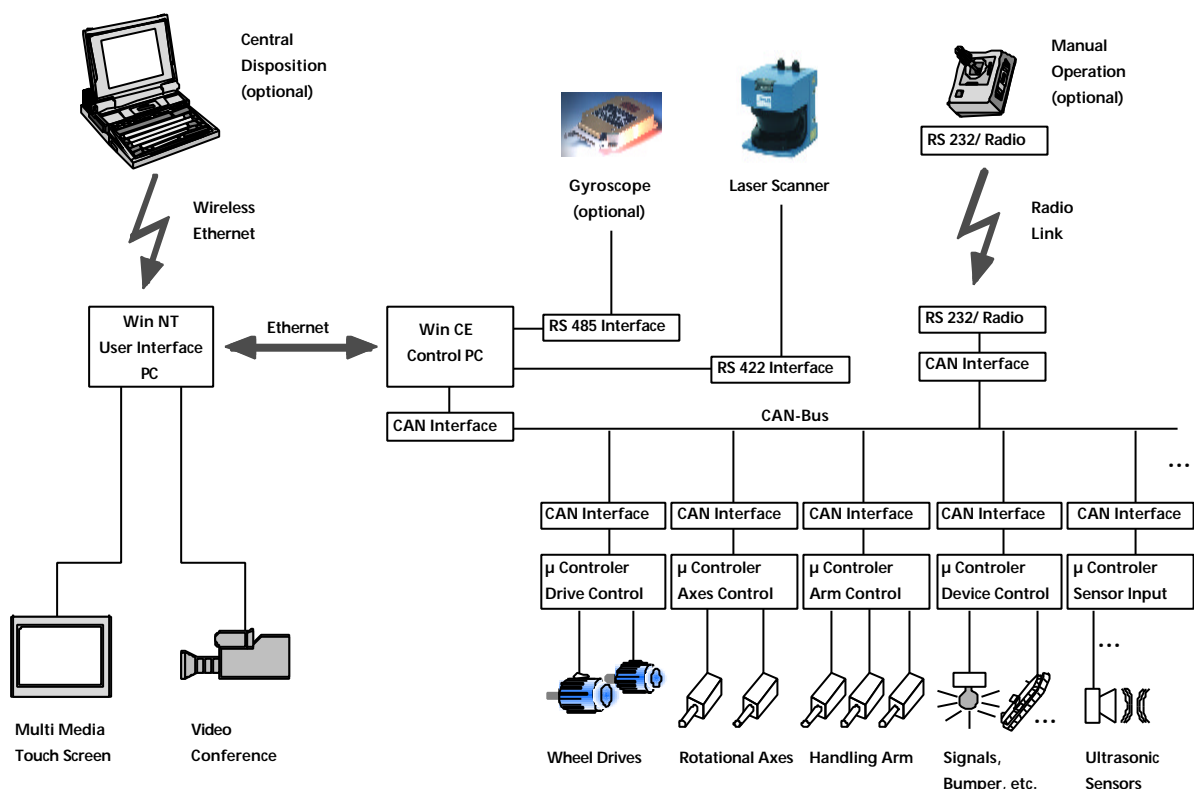 Central
Disposition
(optional)
Manual
Operation
(optional)
RS 232/ Radio
Gyroscope
(optional)
Laser Scanner
Wireless
Ethernet
Radio
Link
Win NT
User Interface
PC
Ethernet
Win CE
Control PC
RS 485 Interface
RS 422 Interface
RS 232/ Radio
CAN Interface
CAN Interface
CAN-Bus
...
CAN Interface
CAN Interface
CAN Interface
CAN Interface
CAN Interface
µ Controler
Drive Control
µ Controler
Axes Control
µ Controler
Arm Control
µ Controler
Device Control
µ Controler
Sensor Input
...
...
Multi Media
Touch Screen
Video
Conference
Wheel Drives
Rotational Axes
Handling Arm
Signals,
Bumper, etc.
Ultrasonic
Sensors